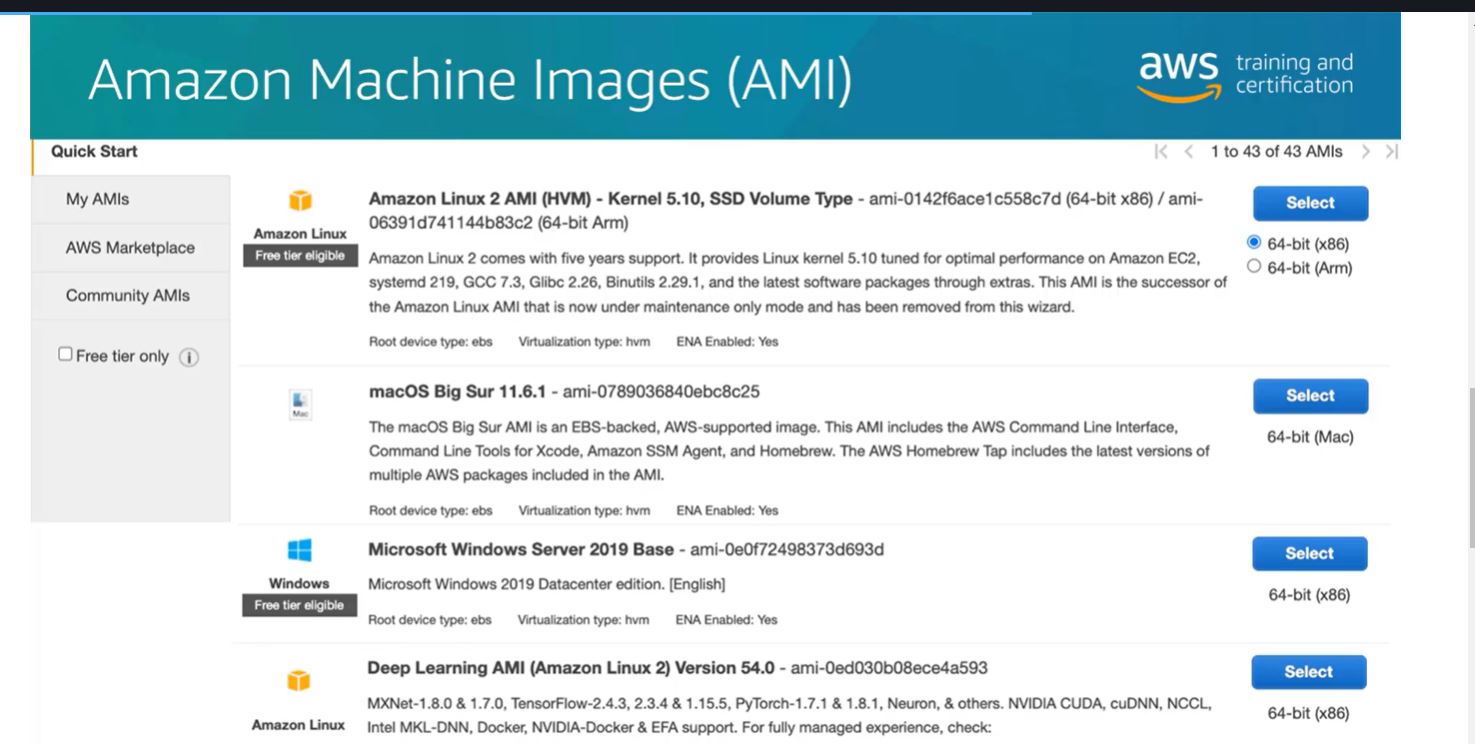 Amazon Machine Images (AMI)
aws training and certification
Quick Start
1 to 43 of 43 AMIs
My AMIs
AWS Marketplace
Community AMIs
Free tier only
Amazon Linux
Free tier eligible
Amazon Linux 2 AMI (HVM) - Kernel 5.10, SSD Volume Type - ami-0142f6ace1c558c7d (64-bit x86) / ami-
06391d741144b83c2 (64-bit Arm)
Amazon Linux 2 comes with five years support. It provides Linux kernel 5.10 tuned for optimal performance on Amazon EC2,
systemd 219, GCC 7.3, Glibc 2.26, Binutils 2.29.1, and the latest software packages through extras. This AMI is the successor of
the Amazon Linux AMI that is now under maintenance only mode and has been removed from this wizard.
Root device type: ebs Virtualization type: hvm ENA Enabled: Yes
Select
64-bit (x86)
64-bit (Arm)
Mac
macOS Big Sur 11.6.1 - ami-0789036840ebc8c25
The macOS Big Sur AMI is an EBS-backed, AWS-supported image. This AMI includes the AWS Command Line Interface,
Command Line Tools for Xcode, Amazon SSM Agent, and Homebrew. The AWS Homebrew Tap includes the latest versions of
multiple AWS packages included in the AMI.
Root device type: ebs Virtualization type: hvm ENA Enabled: Yes
Select
64-bit (Mac)
Windows
Free tier eligible
Microsoft Windows Server 2019 Base - ami-0e0f72498373d693d
Microsoft Windows 2019 Datacenter edition. [English]
Root device type: ebs Virtualization type: hvm ENA Enabled: Yes
Select
64-bit (x86)
Amazon Linux
Deep Learning AMI (Amazon Linux 2) Version 54.0 - ami-0ed030b08ece4a593
MXNet-1.8.0 & 1.7.0, TensorFlow-2.4.3, 2.3.4 & 1.15.5, PyTorch-1.7.1 & 1.8.1, Neuron, & others. NVIDIA CUDA, cuDNN, NCCL,
Intel MKL-DNN, Docker, NVIDIA-Docker & EFA support. For fully managed experience, check:
Select
64-bit (x86)